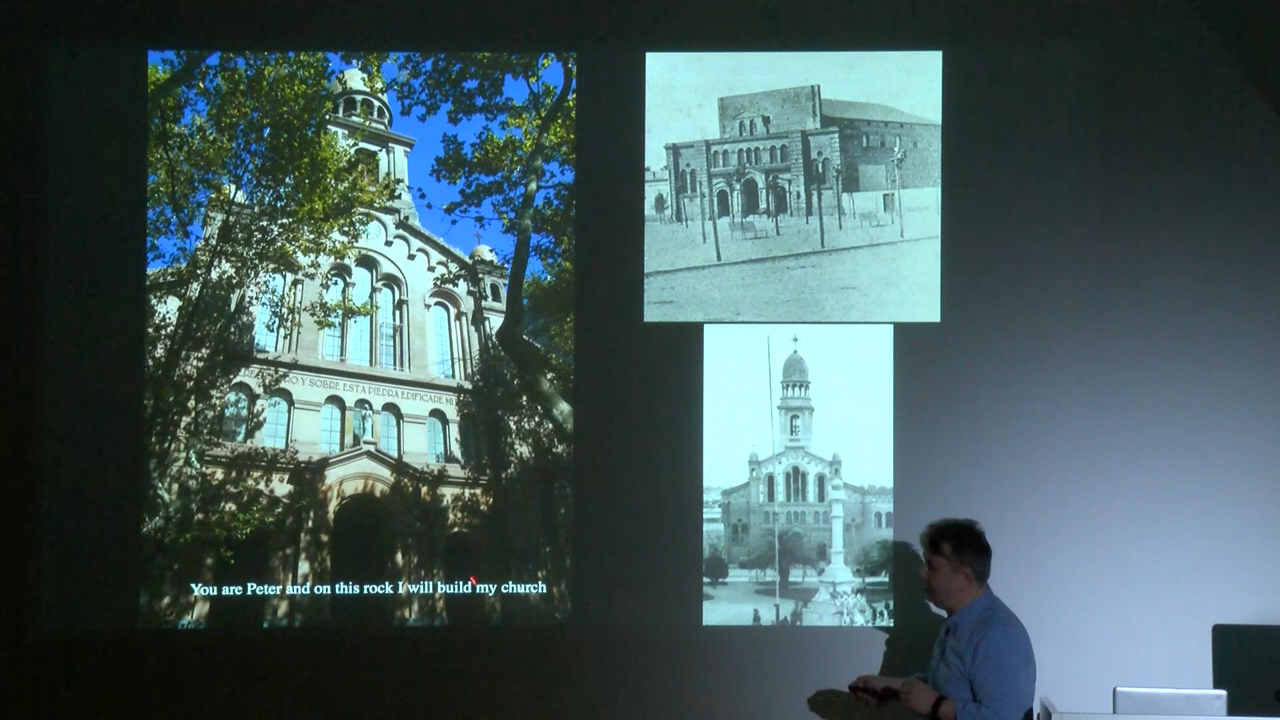 RO Y SOBRE ESTA PIEDRA EDIFICARE MI
You are Peter and on this rock I will build my church